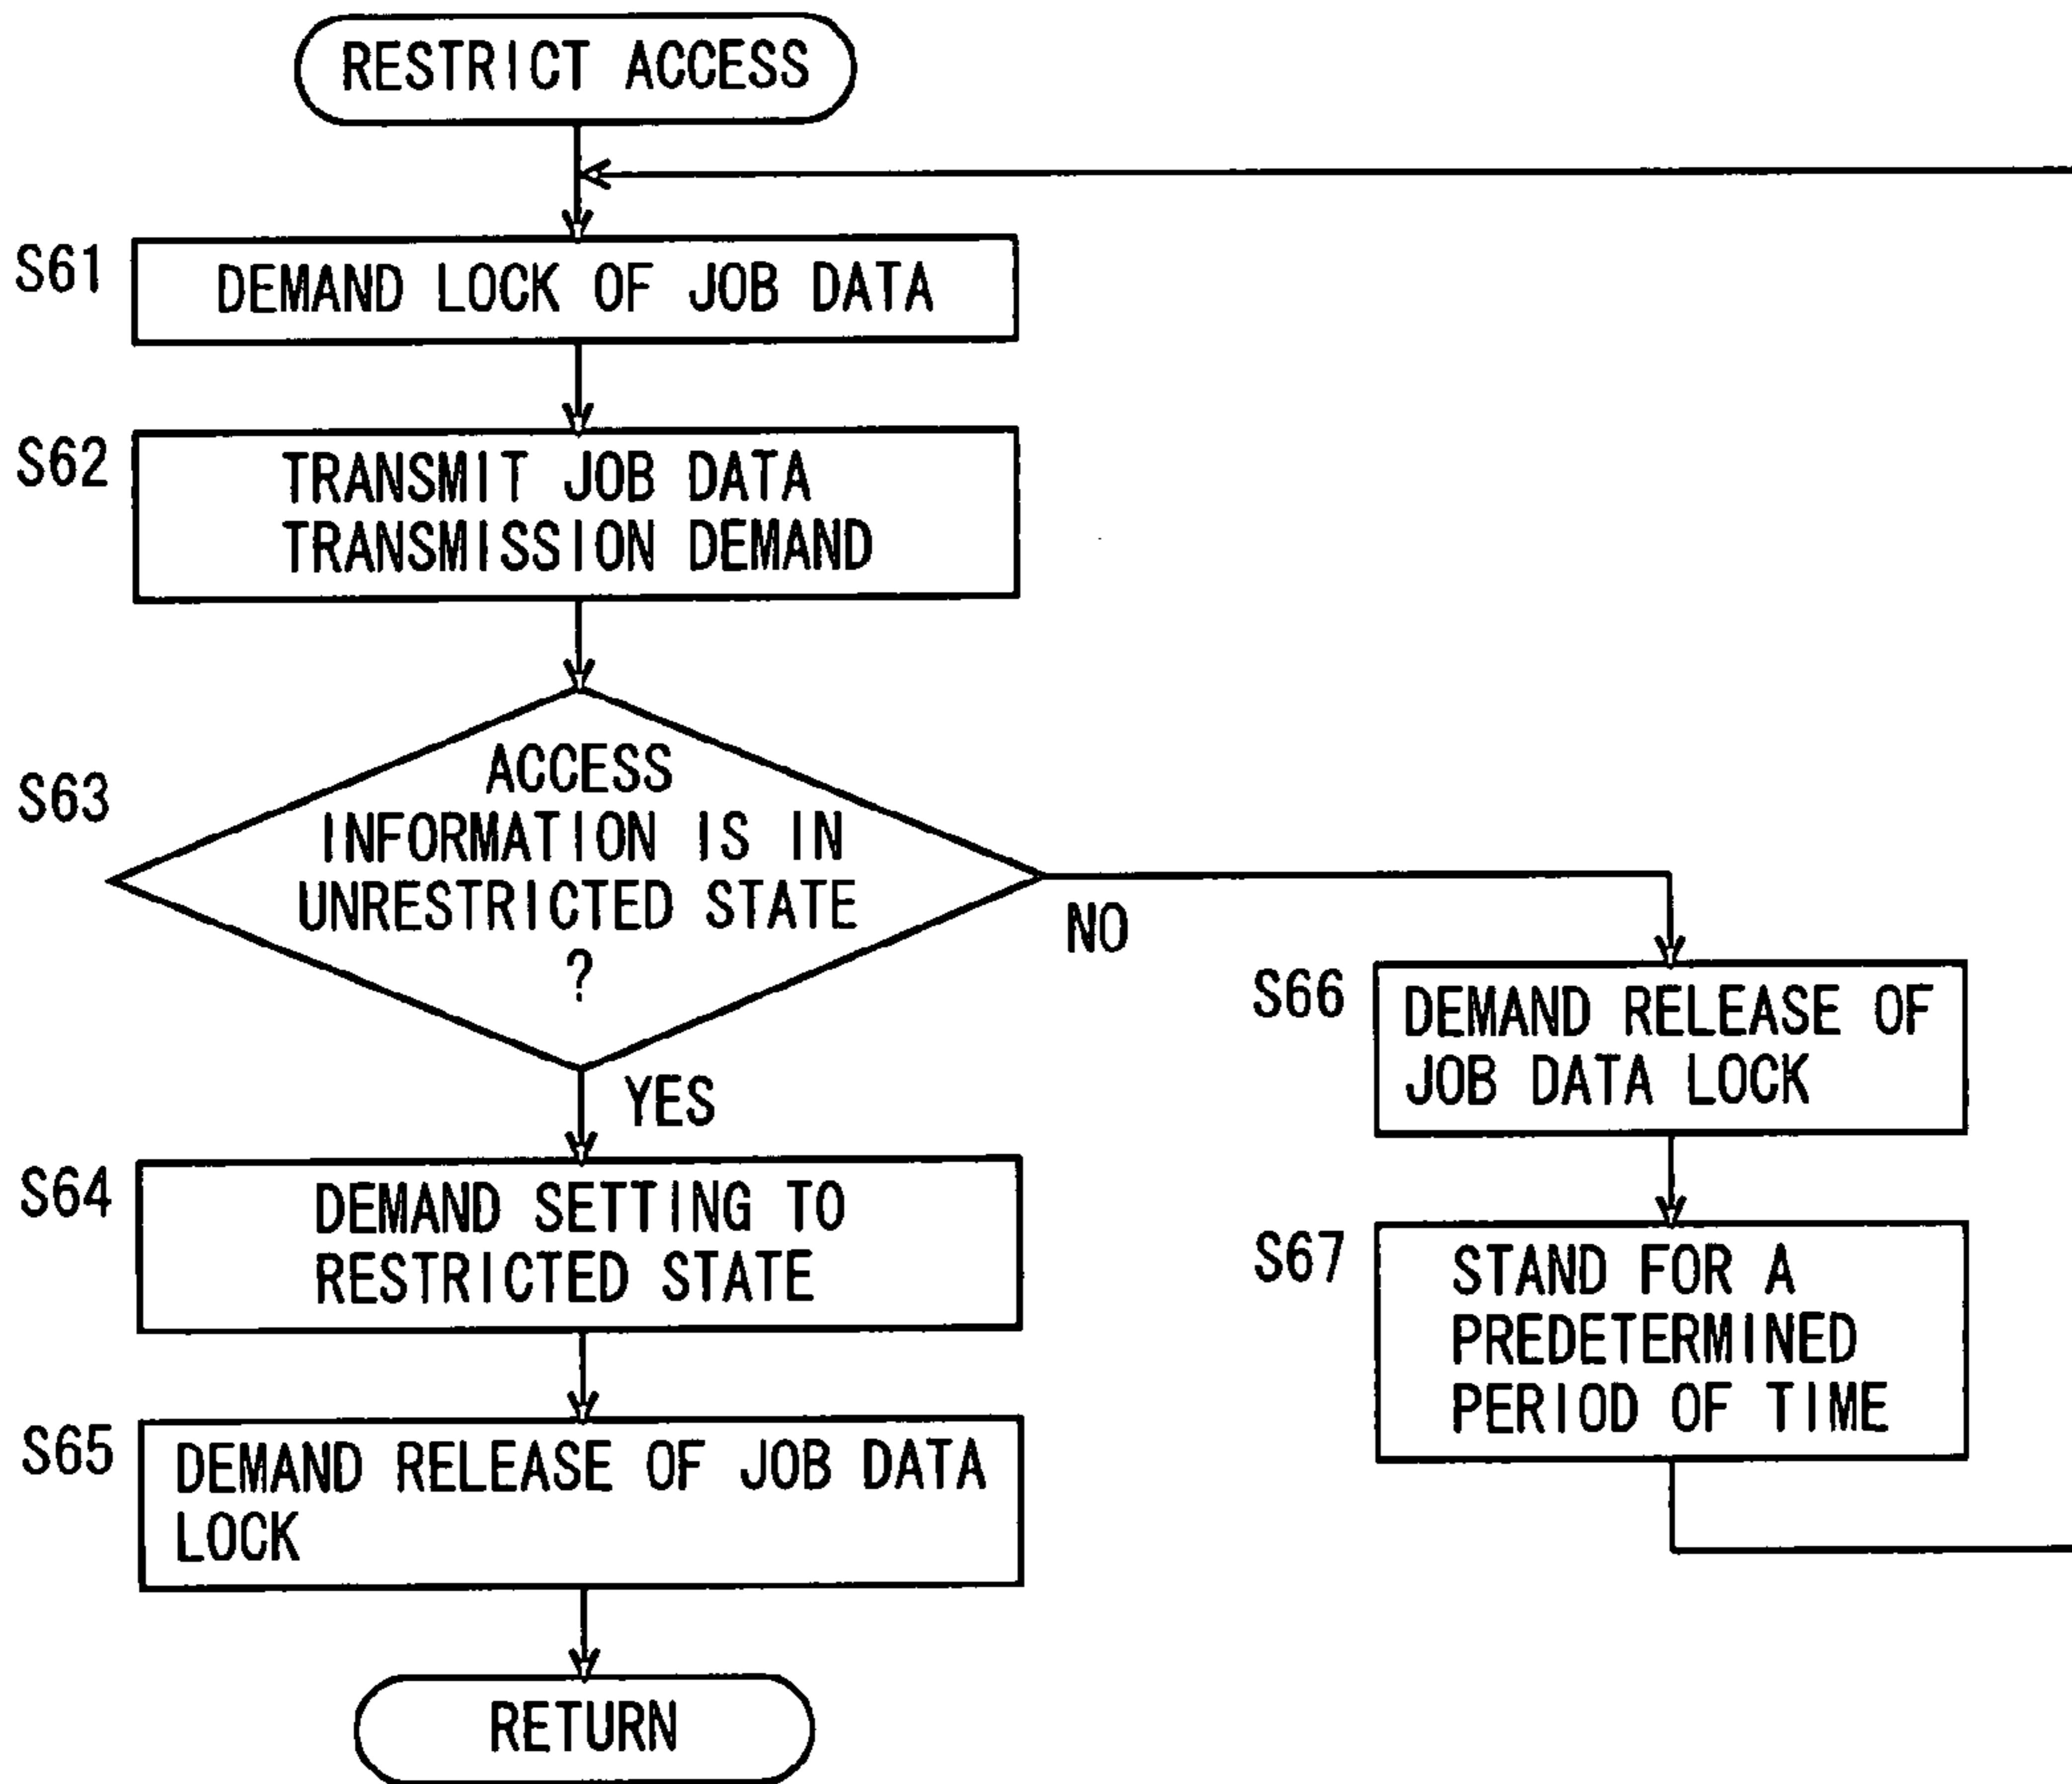 RESTRICT ACCESS
S61
DEMAND LOCK OF JOB DATA
S62
TRANSMIT JOB DATA
TRANSMISSION DEMAND
S63
ACCESS
INFORMATION IS IN
UNRESTRICTED STATE
?
NO
YES
S64
DEMAND SETTING TO
RESTRICTED STATE
S65
DEMAND RELEASE OF JOB DATA
LOCK
RETURN
S66
DEMAND RELEASE OF
JOB DATA LOCK
S67
STAND FOR A
PREDETERMINED
PERIOD OF TIME